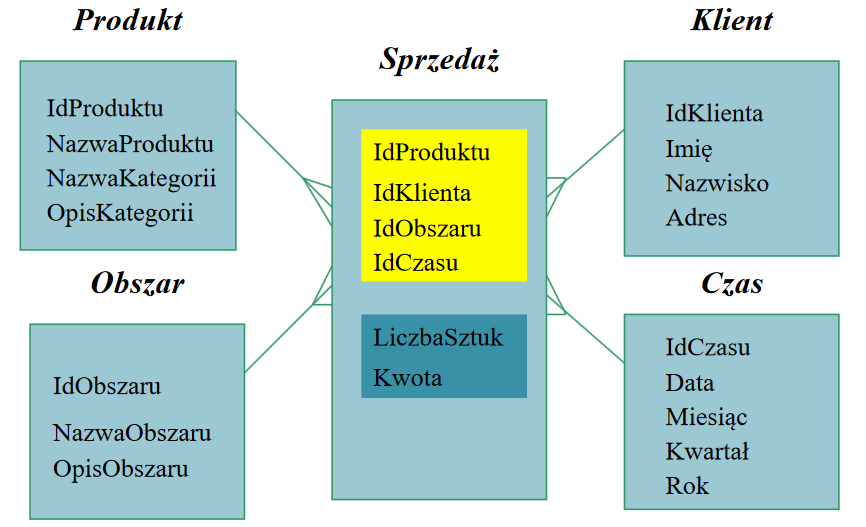 Produkt
IdProduktu
NazwaProduktu
NazwaKategorii
OpisKategorii
Sprzedaż
IdProduktu
IdKlienta
IdObszaru
IdCzasu
LiczbaSztuk
Kwota
Klient
IdKlienta
Imię
Nazwisko
Adres
Obszar
IdObszaru
NazwaObszaru
OpisObszaru
Czas
IdCzasu
Data
Miesiąc
Kwartał
Rok